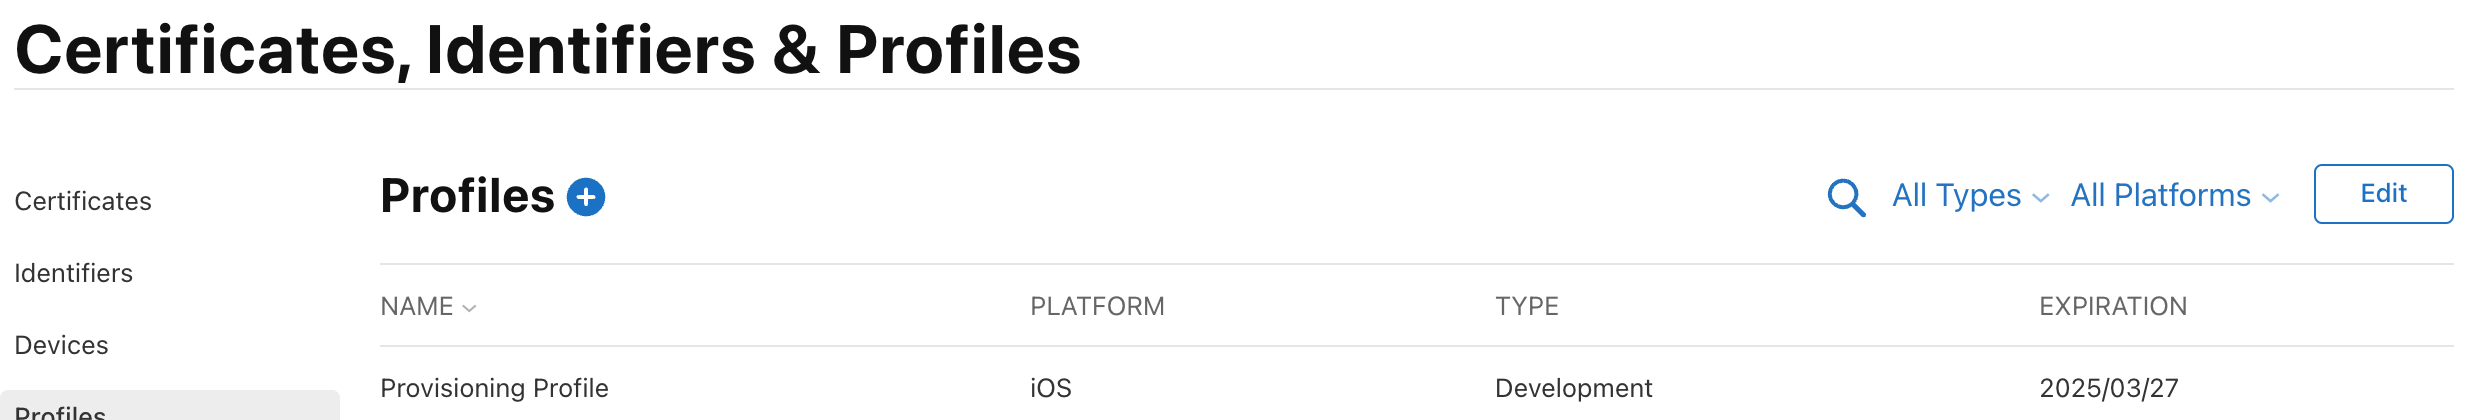 Certificates, Identifiers & Profiles
Certificates
Identifiers
Devices
Profiles
Profiles
All Types
All Platforms
Edit
NAME PLATFORM TYPE EXPIRATION
Provisioning Profile iOS Development 2025/03/27